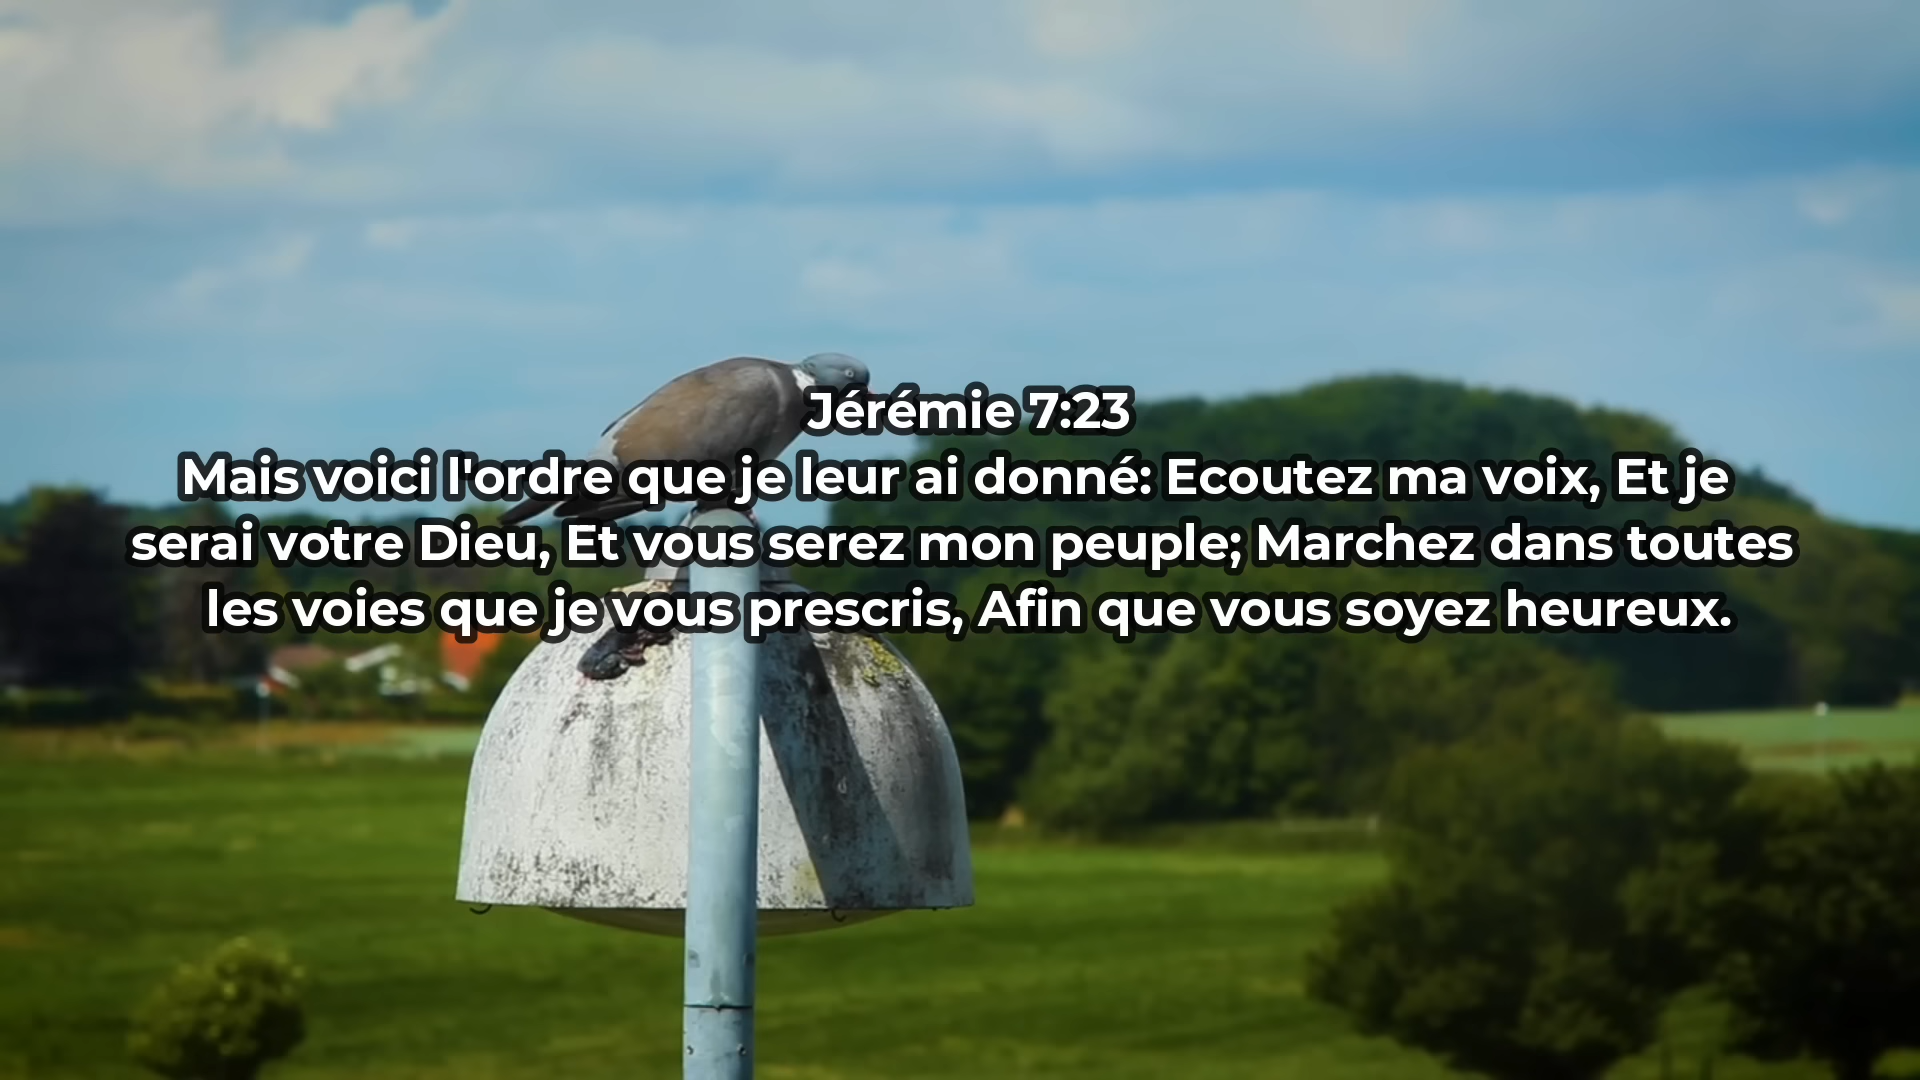 Jérémie 7:23
Mais voici l'ordre que je leur ai donné: Ecoutez ma voix, Et je
serai votre Dieu, Et vous serez mon peuple; Marchez dans toutes
les voies que je vous prescris, Afin que vous soyez heureux.